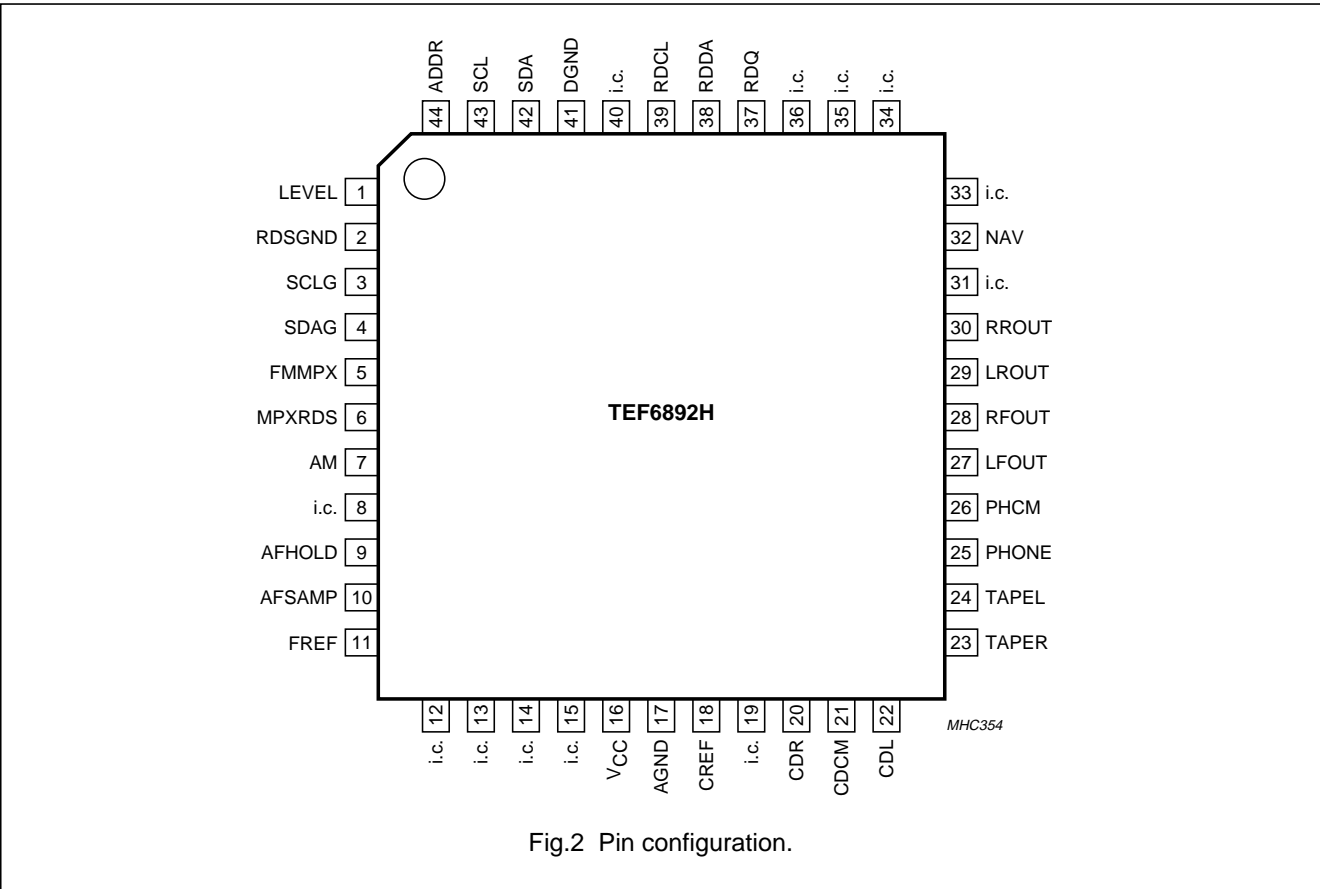 44 ADDR
43 SCL
42 SDA
41 DGND
40 i.c.
39 RDCL
38 RDDA
37 RDQ
36 i.c.
35 i.c.
34 i.c.
LEVEL 1
RDSGND 2
SCLG 3
SDAG 4
FMMPX 5
MPXRDS 6
AM 7
i.c. 8
AFHOLD 9
AFSAMP 10
FREF 11
TEF6892H
33 i.c.
32 NAV
31 i.c.
30 RROUT
29 LROUT
28 RFOUT
27 LFOUT
26 PHCM
25 PHONE
24 TAPEL
23 TAPER
i.c. 12
i.c. 13
i.c. 14
i.c. 15
VCC 16
AGND 17
CREF 18
i.c. 19
CDR 20
CDCM 21
CDL 22
MHC354
Fig.2 Pin configuration.